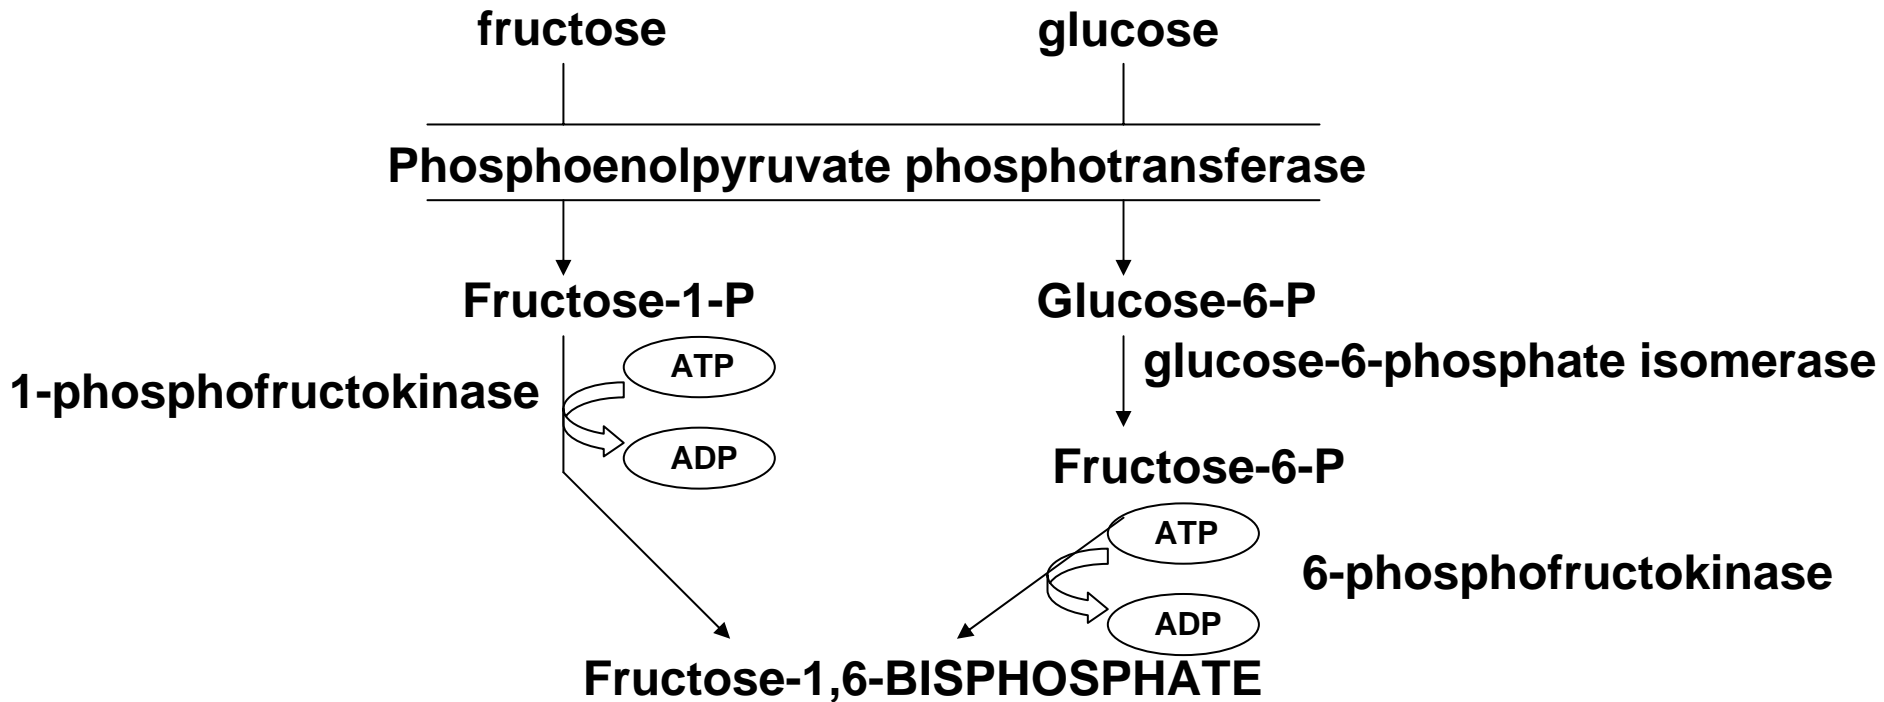 fructose glucose
Phosphoenolpyruvate phosphotransferase
Fructose-1-P Glucose-6-P
ATP
glucose-6-phosphate isomerase
1-phosphofructokinase
ADP
Fructose-6-P
ATP
6-phosphofructokinase
ADP
Fructose-1,6-BISPHOSPHATE